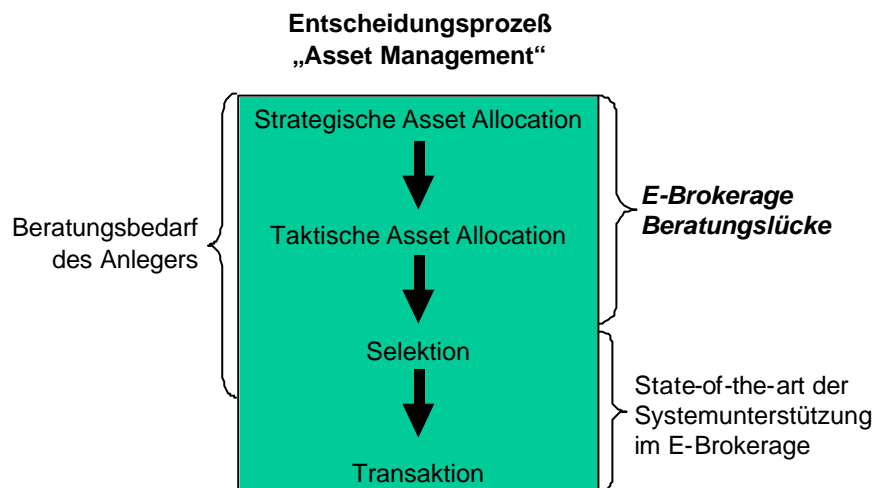 Entscheidungsprozeß
„Asset Management“
Strategische Asset Allocation
E-Brokerage
Beratungslücke
Beratungsbedarf
des Anlegers
Taktische Asset Allocation
Selektion
State-of-the-art der
Systemunterstützung
im E-Brokerage
Transaktion